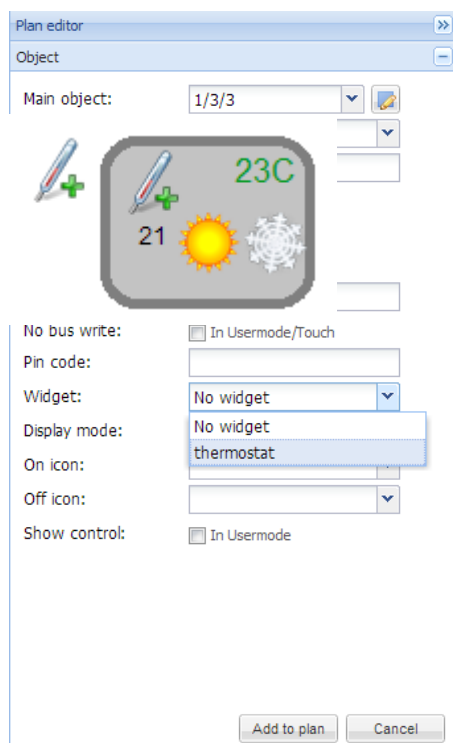 Plan editor
Object
Main object: 1/3/3
23C
21
No bus write: In Usermode/Touch
Pin code:
Widget: No widget
No widget
Display mode:
thermostat
On icon:
Off icon:
Show control: In Usermode
Add to plan Cancel